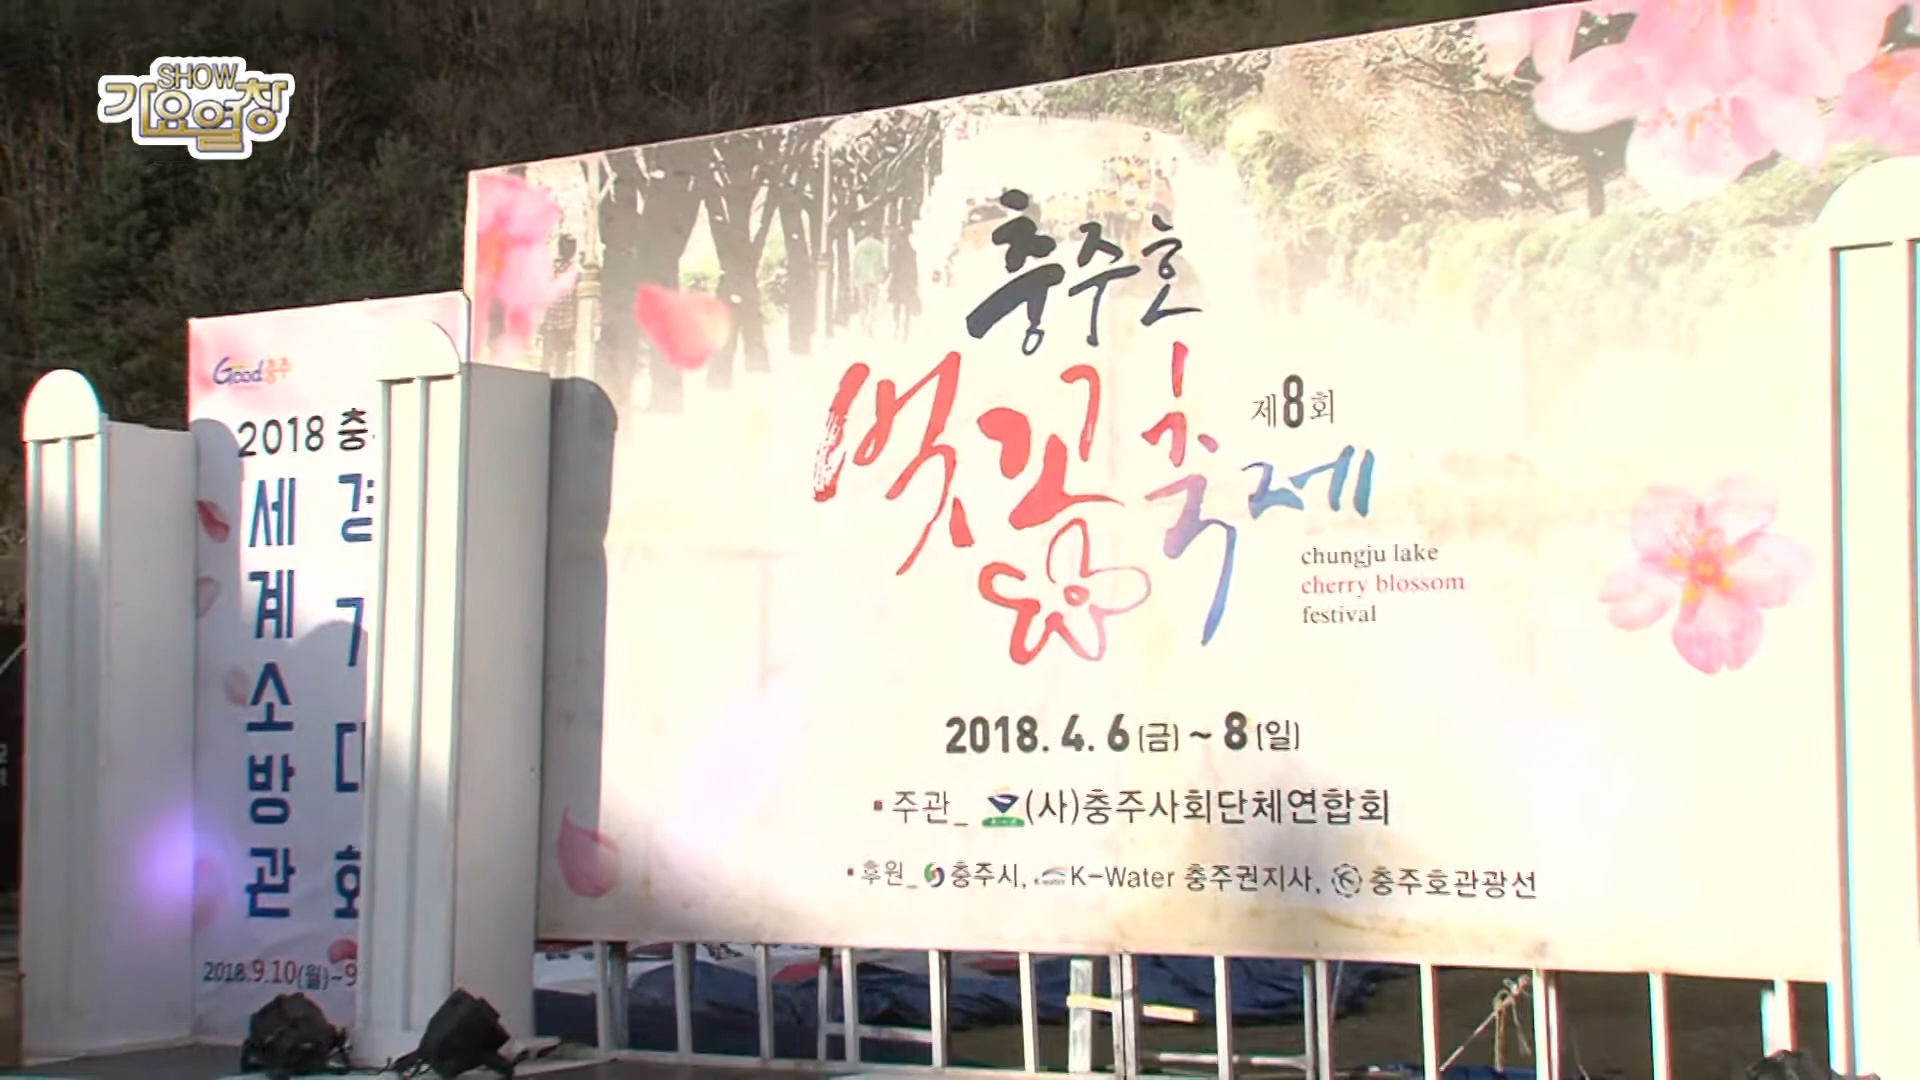 SHOW
가요열창
Good충주
2018 충
세계소방관
경기대회
2018.9.10(월)~9
충주호
벚꽃축제
제8회
chungju lake
cherry blossom
festival
2018. 4. 6(금) ~ 8(일)
▪주관_ (사)충주사회단체연합회
▪후원_ 충주시, K-Water 충주권지사, 충주호관광선